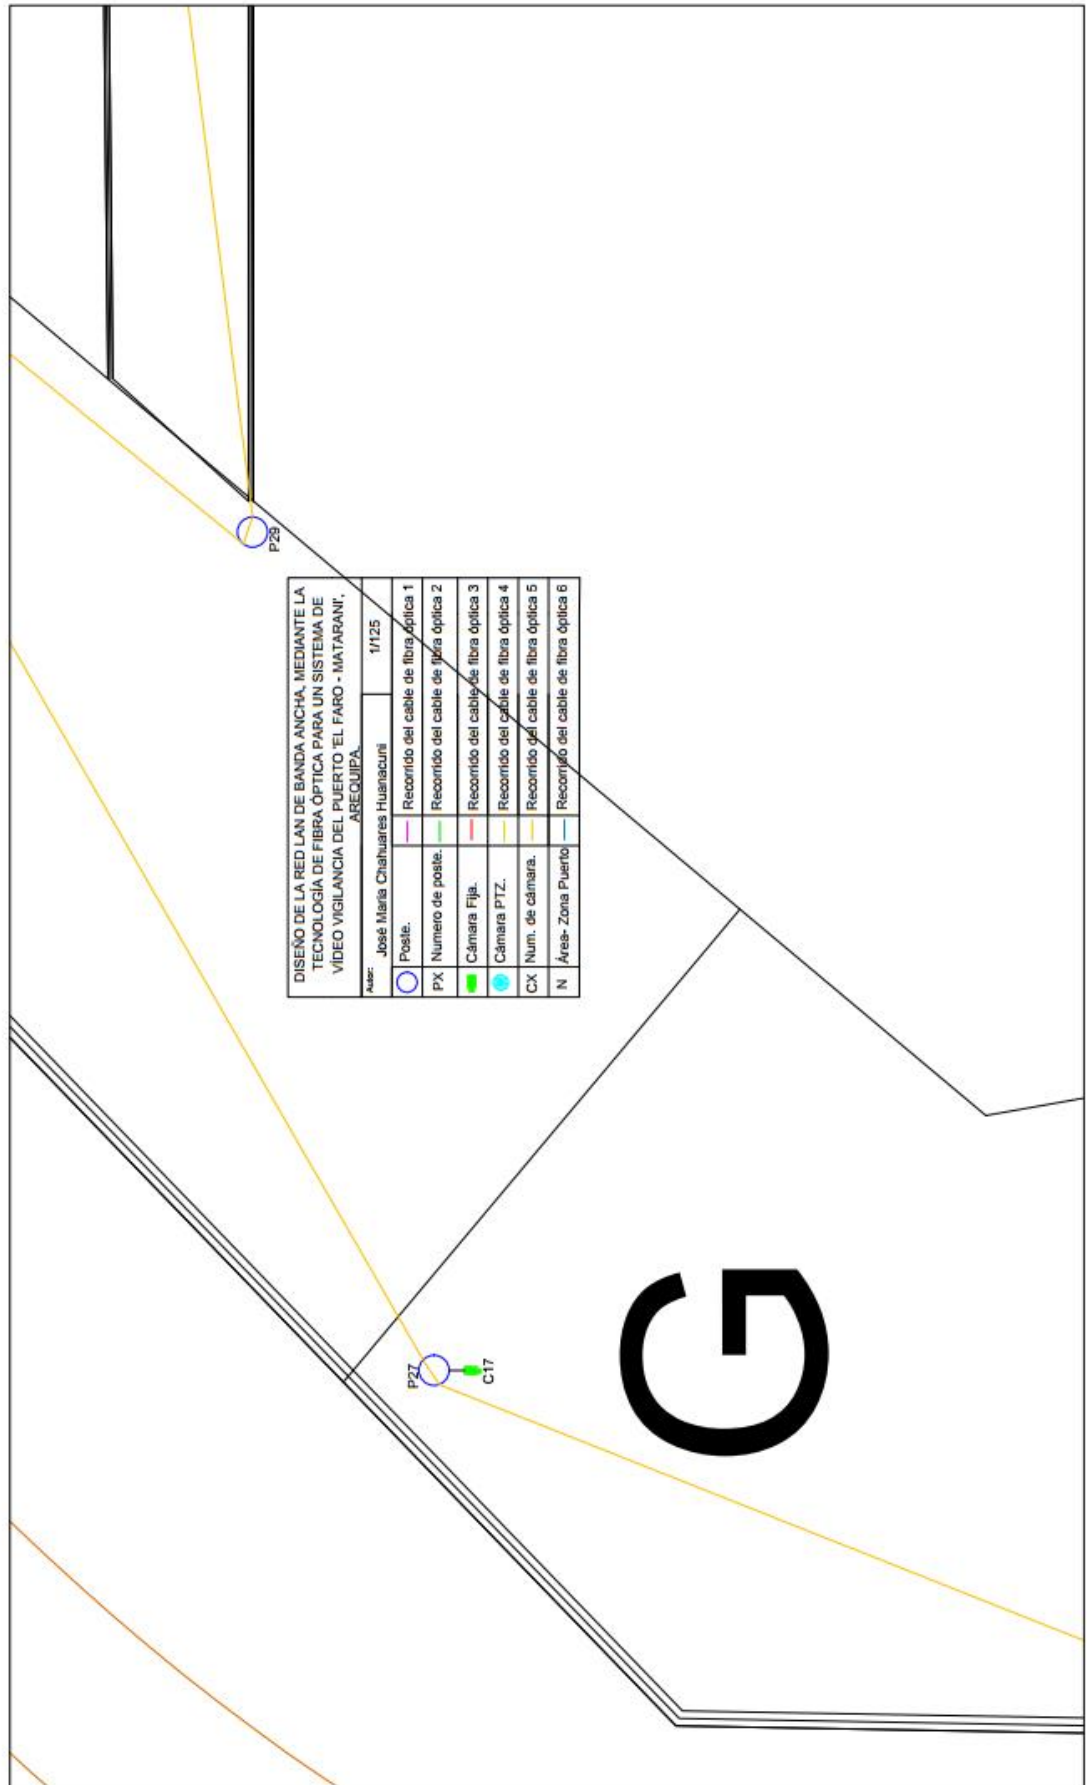 P29
DISEÑO DE LA RED LAN DE BANDA ANCHA, MEDIANTE LA
TECNOLOGÍA DE FIBRA ÓPTICA PARA UN SISTEMA DE
VÍDEO VIGILANCIA DEL PUERTO 'EL FARO - MATARANI',
AREQUIPA.
Autor: José María Chahuares Huanacuni 1/125
Poste. Recorrido del cable de fibra óptica 1
PX Numero de poste. Recorrido del cable de fibra óptica 2
Cámara Fija. Recorrido del cable de fibra óptica 3
Cámara PTZ. Recorrido del cable de fibra óptica 4
CX Num. de cámara. Recorrido del cable de fibra óptica 5
N Área- Zona Puerto Recorrido del cable de fibra óptica 6
P27
C17
G